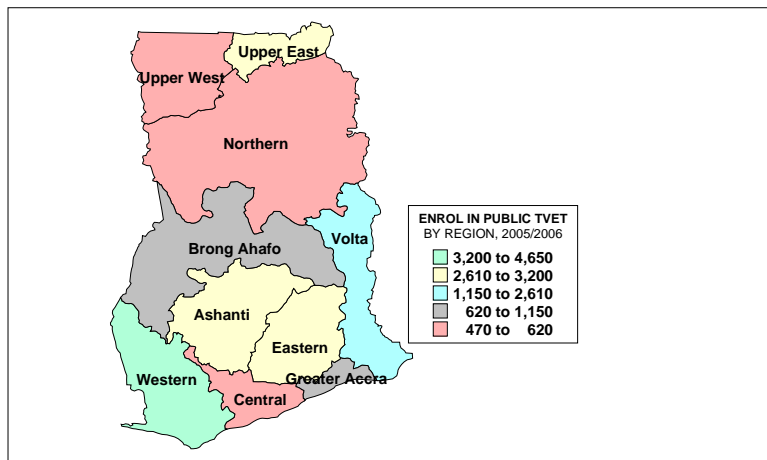 Upper East
Upper West
Northern
Volta
Brong Ahafo
Ashanti
Eastern
Greater Accra
Western
Central
ENROL IN PUBLIC TVET
BY REGION, 2005/2006
3,200 to 4,650
2,610 to 3,200
1,150 to 2,610
620 to 1,150
470 to 620